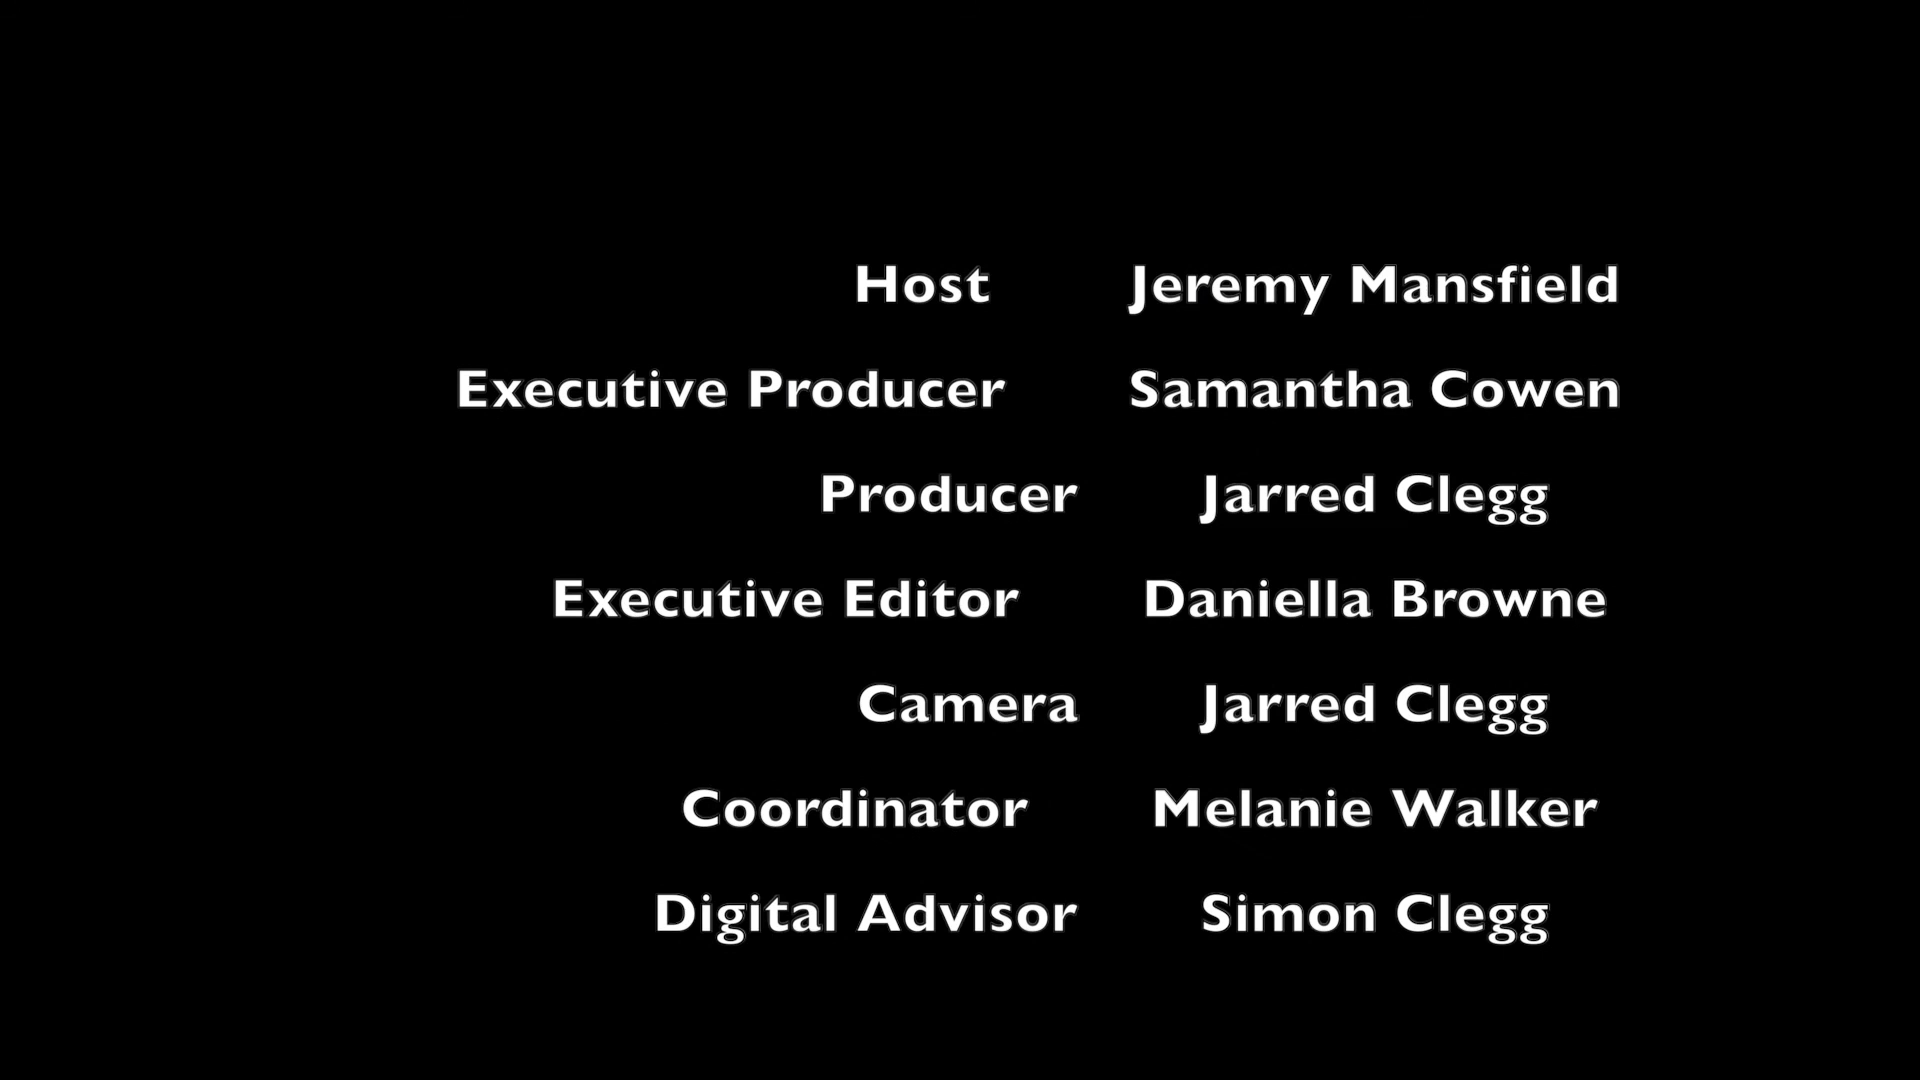 Host Jeremy Mansfield
Executive Producer Samantha Cowen
Producer Jarred Clegg
Executive Editor Daniella Browne
Camera Jarred Clegg
Coordinator Melanie Walker
Digital Advisor Simon Clegg